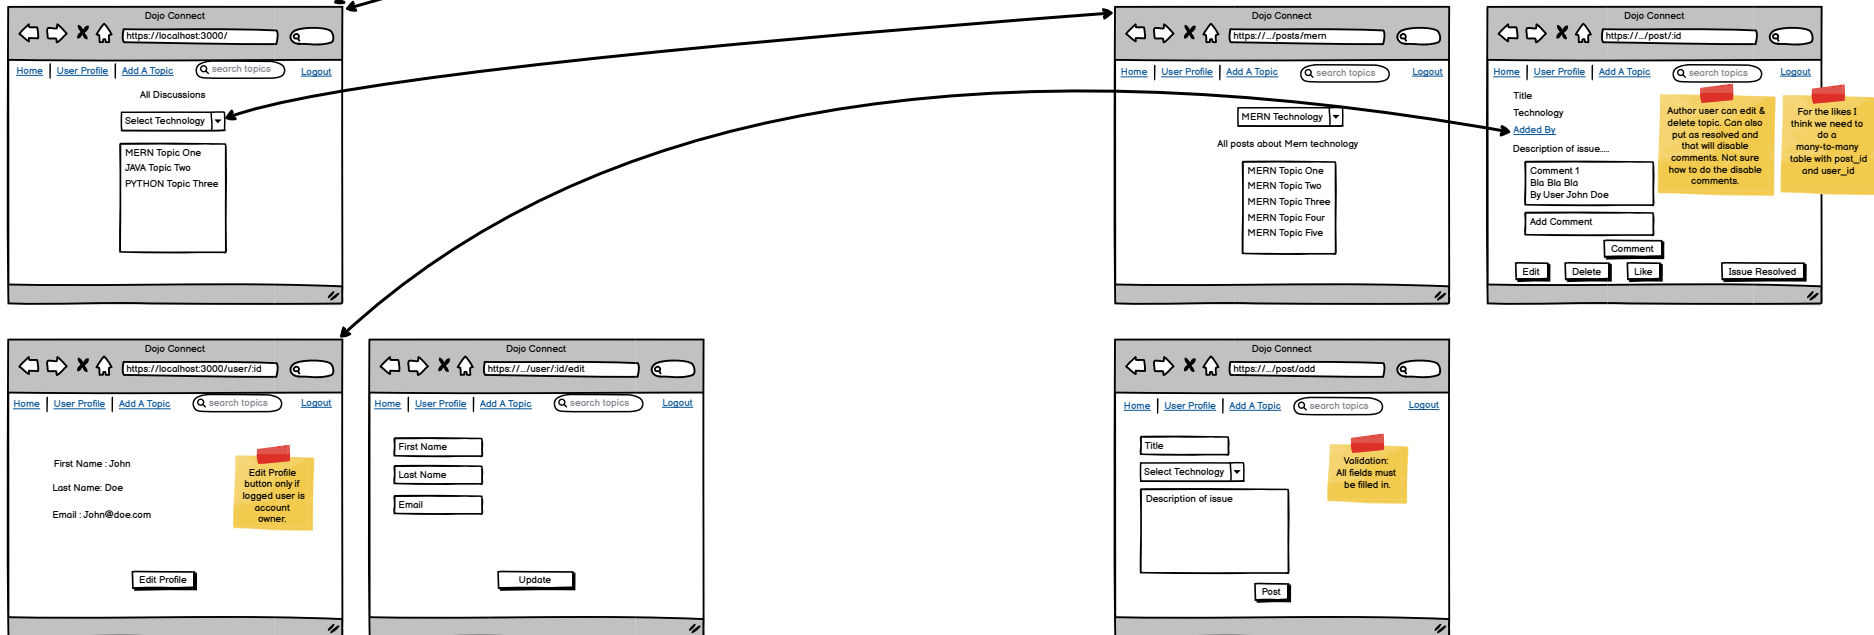 Dojo Connect
https://localhost:3000/
Home
User Profile
Add A Topic
search topics
Logout
All Discussions
Select Technology
MERN Topic One
JAVA Topic Two
PYTHON Topic Three
Dojo Connect
https://.../posts/mern
Home
User Profile
Add A Topic
search topics
Logout
MERN Technology
All posts about Mern technology
MERN Topic One
MERN Topic Two
MERN Topic Three
MERN Topic Four
MERN Topic Five
Dojo Connect
https://.../post/:id
Home
User Profile
Add A Topic
search topics
Logout
Title
Technology
Added By
Description of issue.....
Comment 1
Bla Bla Bla
By User John Doe
Add Comment
Comment
Edit
Delete
Like
Issue Resolved
Author user can edit &
delete topic. Can also
put as resolved and
that will disable
comments. Not sure
how to do the disable
comments.
For the likes I
think we need to
do a
many-to-many
table with post_id
and user_id
Dojo Connect
https://localhost:3000/user/:id
Home
User Profile
Add A Topic
search topics
Logout
First Name : John
Last Name: Doe
Email : John@doe.com
Edit Profile
button only if
logged user is
account
owner.
Edit Profile
Dojo Connect
https://.../user/:id/edit
Home
User Profile
Add A Topic
search topics
Logout
First Name
Last Name
Email
Update
Dojo Connect
https://.../post/add
Home
User Profile
Add A Topic
search topics
Logout
Title
Select Technology
Description of issue
Validation:
All fields must
be filled in.
Post